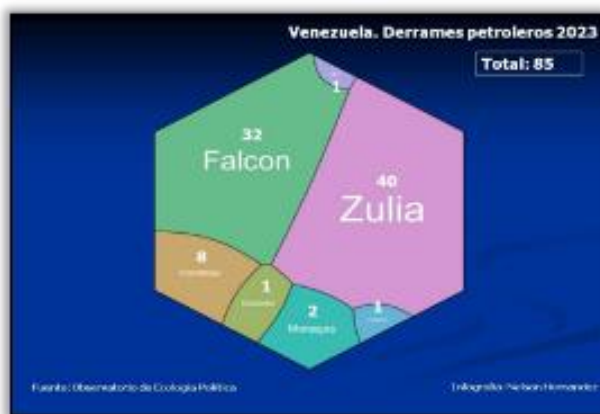 Venezuela. Derrames petroleros 2023
Total: 85
1
32
Falcon
40
Zulia
8
1
2
Monagas
1
Fuente: Observatorio de Ecología Política
Infografía: Nelson Hernandez